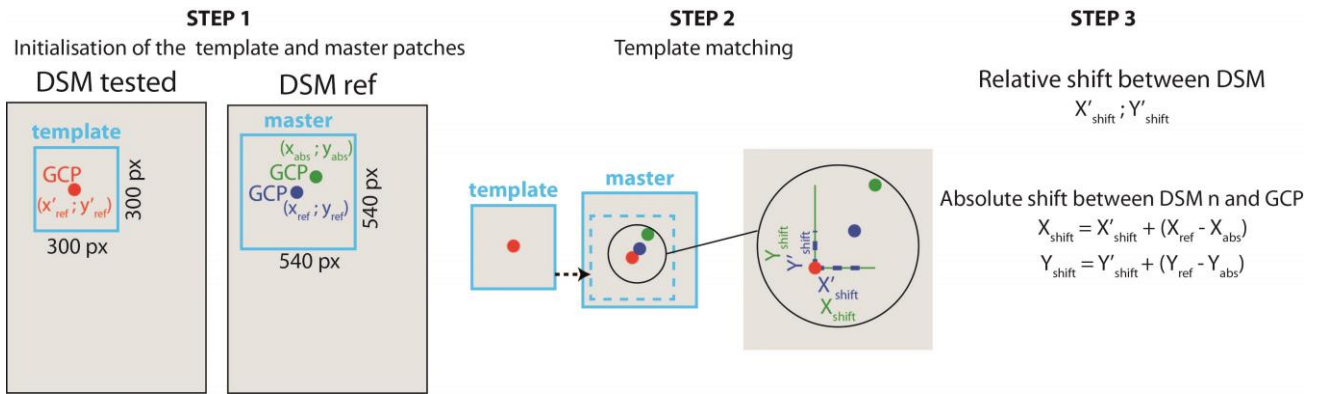 STEP 1
Initialisation of the template and master patches
DSM tested
DSM ref
template
GCP
(x'ref ; y'ref)
300 px
300 px
master
(xabs ; yabs)
GCP
GCP
(xref ; yref)
540 px
540 px
STEP 2
Template matching
template
master
Yshift
Y'shift
X'shift
Xshift
STEP 3
Relative shift between DSM
X'shift ; Y'shift
Absolute shift between DSM n and GCP
Xshift = X'shift + (Xref - Xabs)
Yshift = Y'shift + (Yref - Yabs)